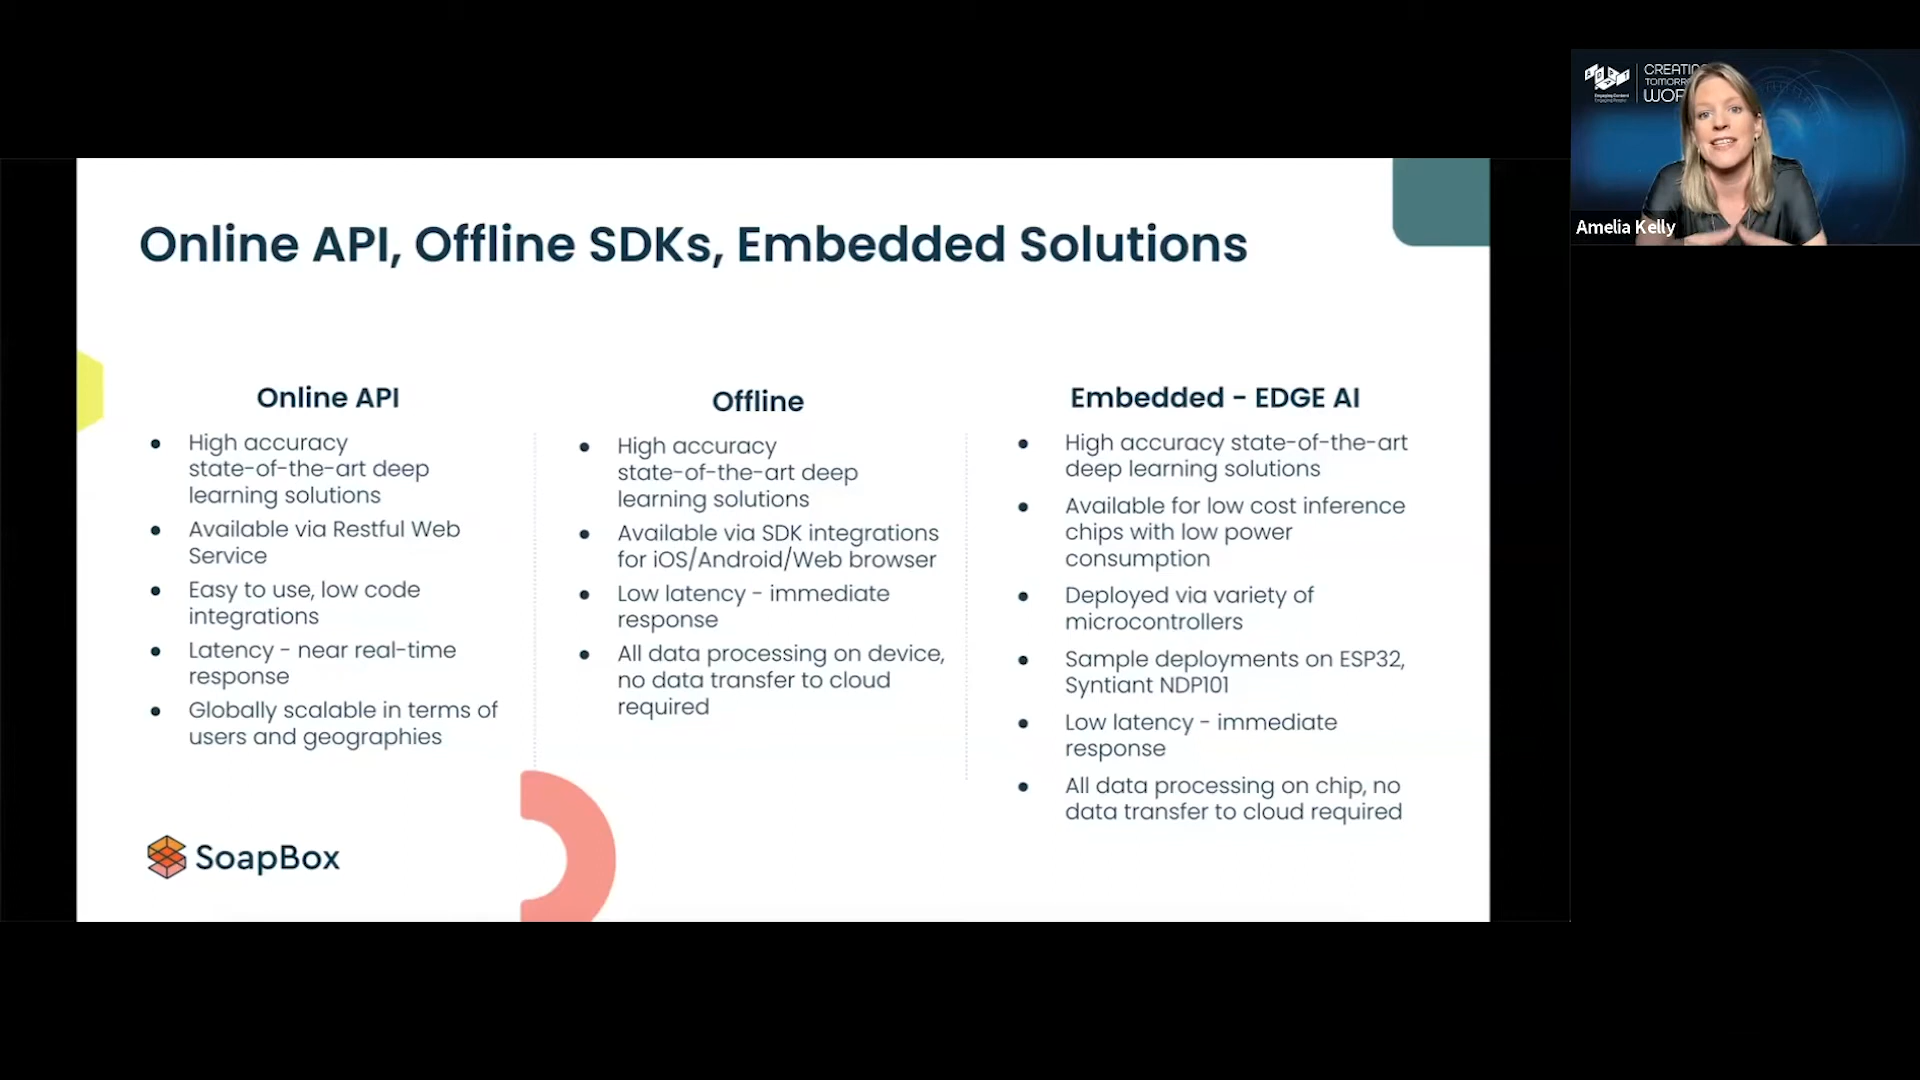 Online API, Offline SDKs, Embedded Solutions
Online API
High accuracy
state-of-the-art deep
learning solutions
Available via Restful Web
Service
Easy to use, low code
integrations
Latency - near real-time
response
Globally scalable in terms of
users and geographies
Offline
High accuracy
state-of-the-art deep
learning solutions
Available via SDK integrations
for iOS/Android/Web browser
Low latency - immediate
response
All data processing on device,
no data transfer to cloud
required
Embedded - EDGE AI
High accuracy state-of-the-art
deep learning solutions
Available for low cost inference
chips with low power
consumption
Deployed via variety of
microcontrollers
Sample deployments on ESP32,
Syntiant NDP101
Low latency - immediate
response
All data processing on chip, no
data transfer to cloud required
SoapBox
CREATIN
TOMORR
WOR
Amelia Kelly